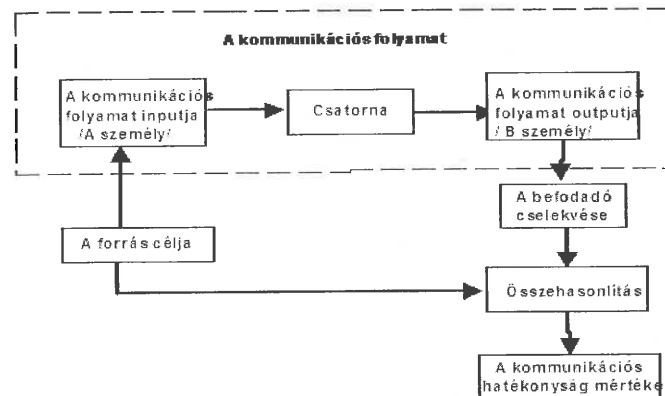 A kommunikációs folyamat
A kommunikációs
folyamat inputja
/A személy/
Csatorna
A kommunikációs
folyamat outputja
/ B személy/
A befodadó
cselekvése
A forrás célja
Összehasonlítás
A kommunikációs
hatékonyság mértéke